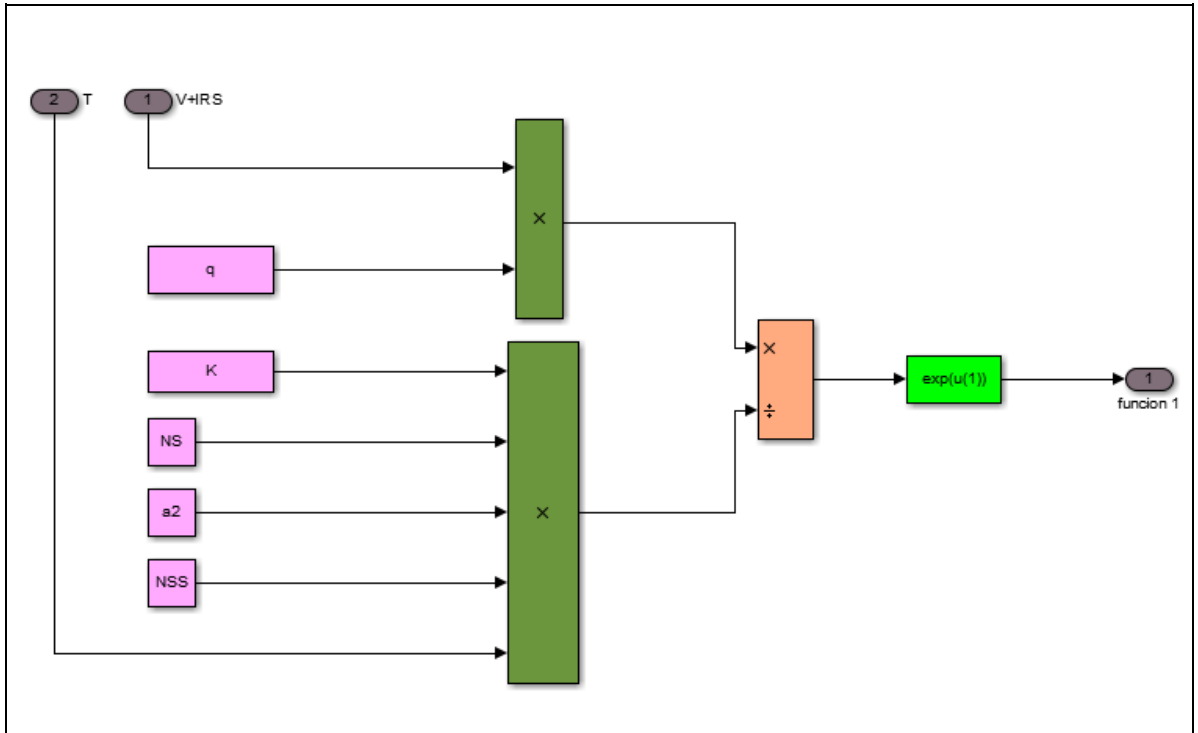 2 T
1 V+IRS
×
q
K
NS
a2
NSS
×
×
÷
exp(u(1))
1
funcion 1